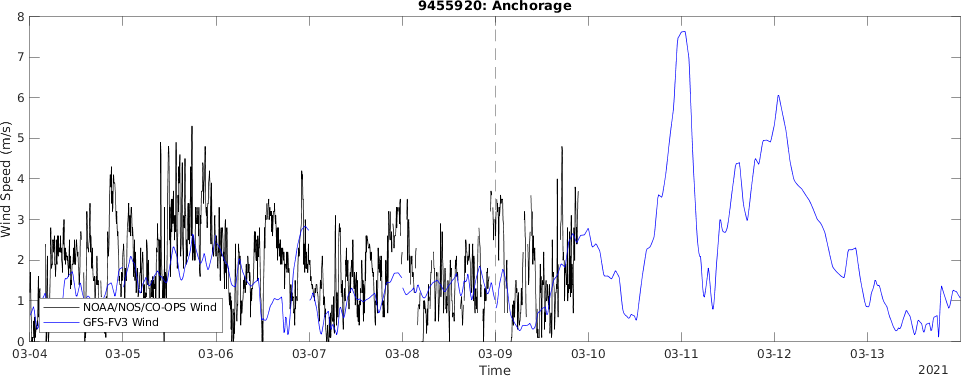 9455920: Anchorage
Wind Speed (m/s)
8
7
6
5
4
3
2
1
0
NOAA/NOS/CO-OPS Wind
GFS-FV3 Wind
03-04 03-05 03-06 03-07 03-08 03-09 03-10 03-11 03-12 03-13
Time
2021